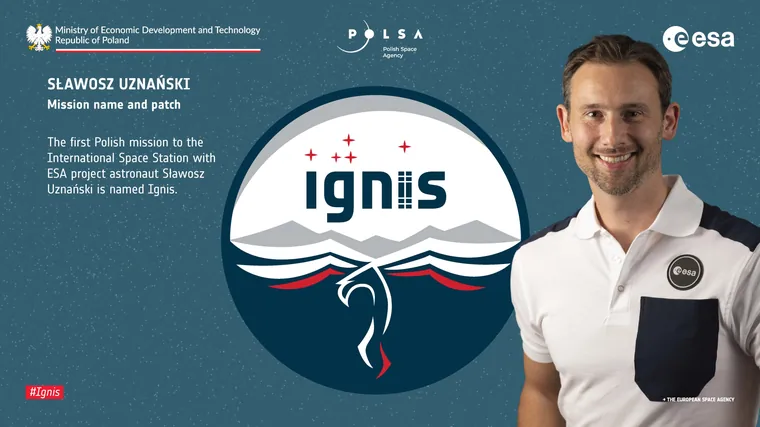 Ministry of Economic Development and Technology
Republic of Poland
POLSA
Polish Space
Agency
esa
SŁAWOSZ UZNAŃSKI
Mission name and patch
The first Polish mission to the
International Space Station with
ESA project astronaut Sławosz
Uznański is named Ignis.
ignis
esa
#Ignis
→ THE EUROPEAN SPACE AGENCY